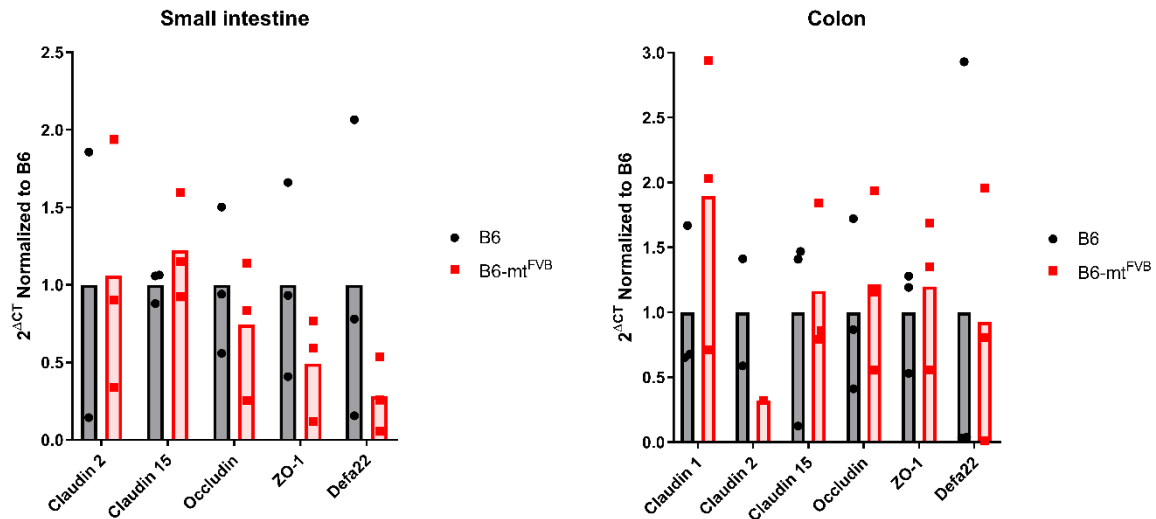 Small intestine
2^ΔCT Normalized to B6
2.5
2.0
1.5
1.0
0.5
0.0
Claudin 2
Claudin 15
Occludin
ZO-1
Defa22
B6
B6-mt^FVB
Colon
2^ΔCT Normalized to B6
3.0
2.5
2.0
1.5
1.0
0.5
0.0
Claudin 1
Claudin 2
Claudin 15
Occludin
ZO-1
Defa22
B6
B6-mt^FVB